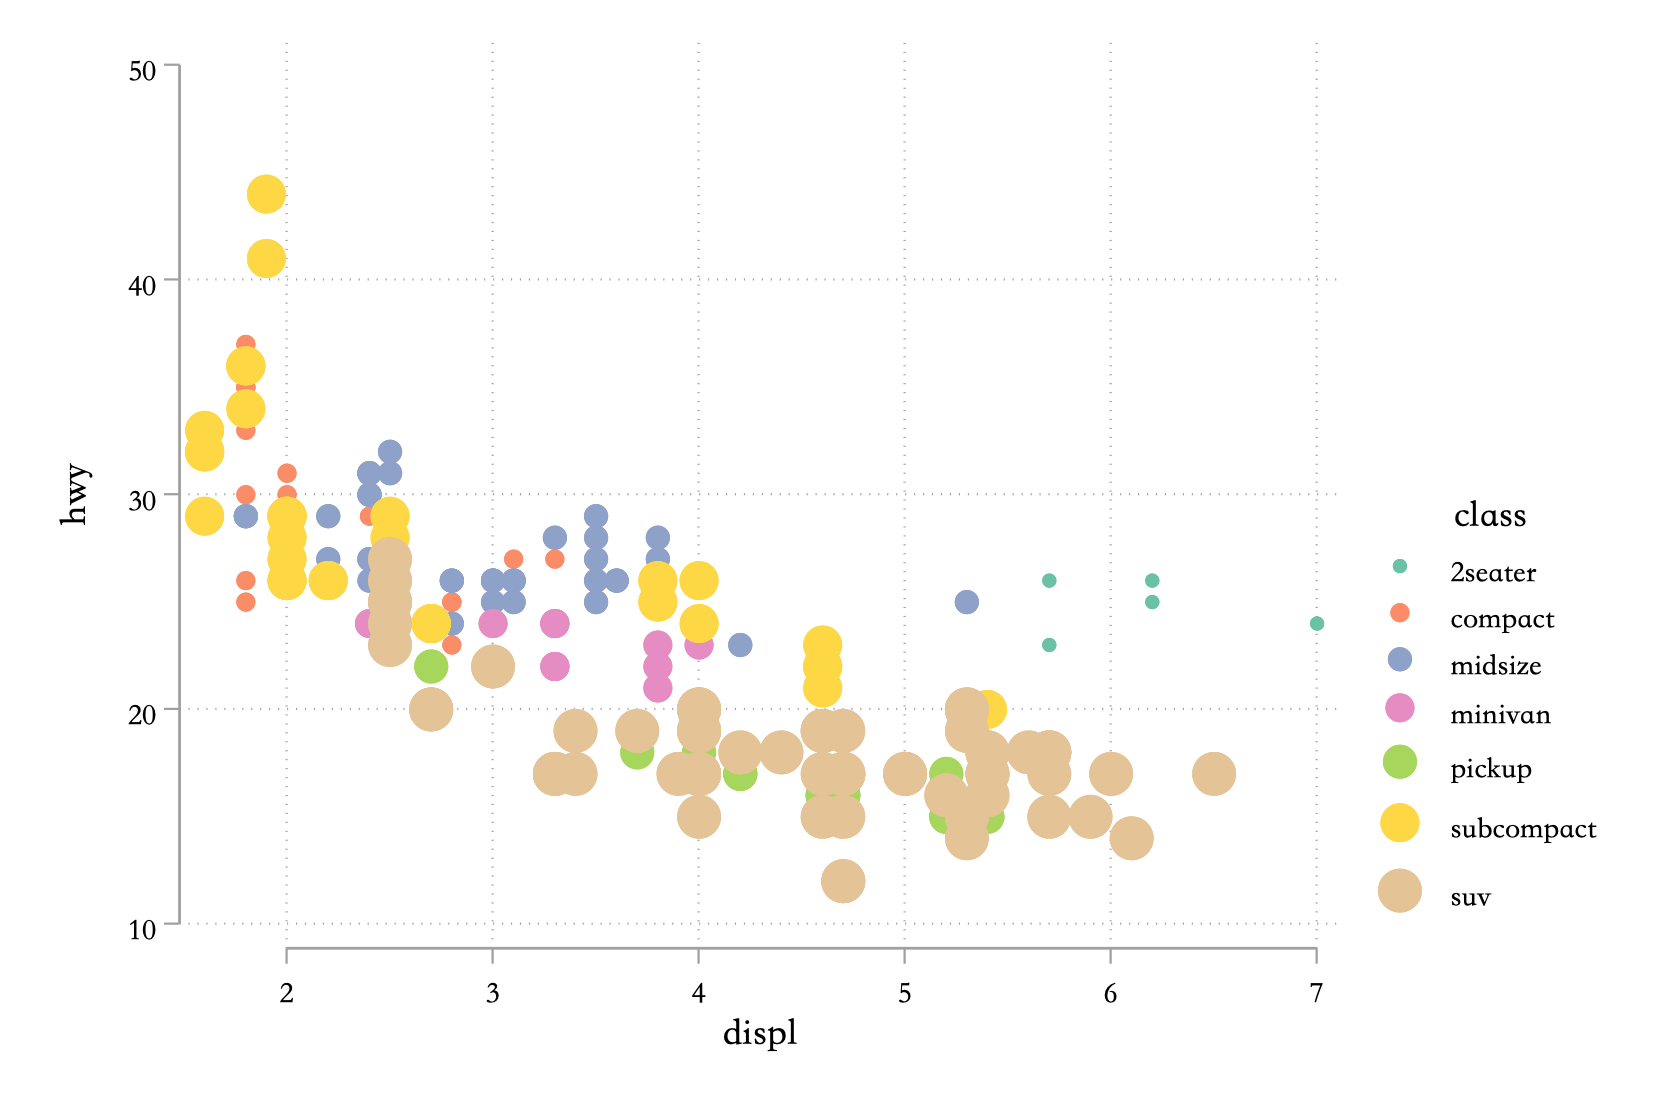 50
40
30
20
10
hwy
2 3 4 5 6 7
displ
class
2seater
compact
midsize
minivan
pickup
subcompact
suv